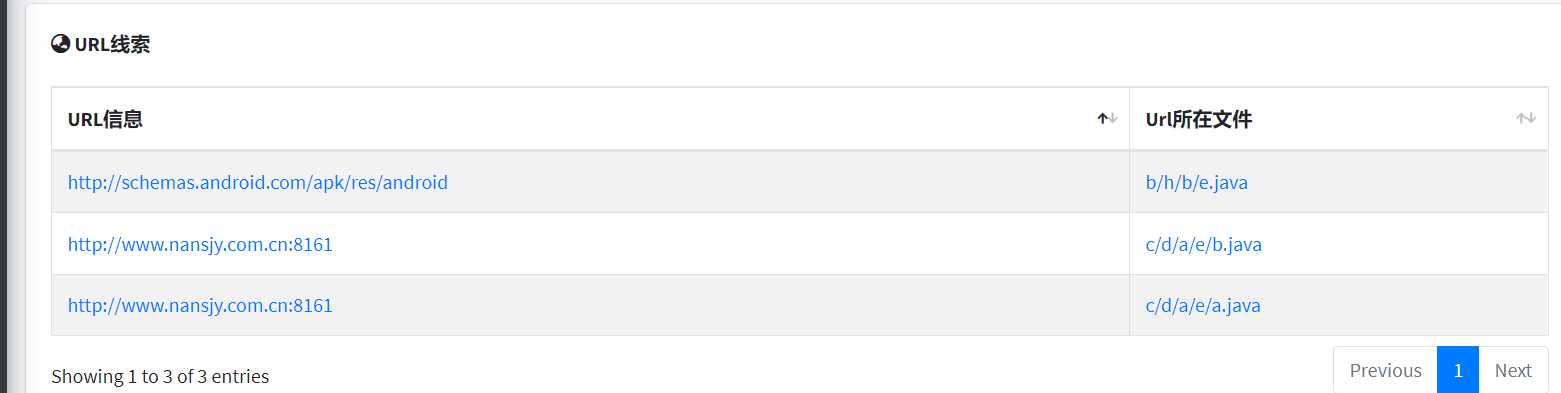 URL线索
URL信息 Url所在文件
http://schemas.android.com/apk/res/android b/h/b/e.java
http://www.nansjy.com.cn:8161 c/d/a/e/b.java
http://www.nansjy.com.cn:8161 c/d/a/e/a.java
Showing 1 to 3 of 3 entries Previous 1 Next